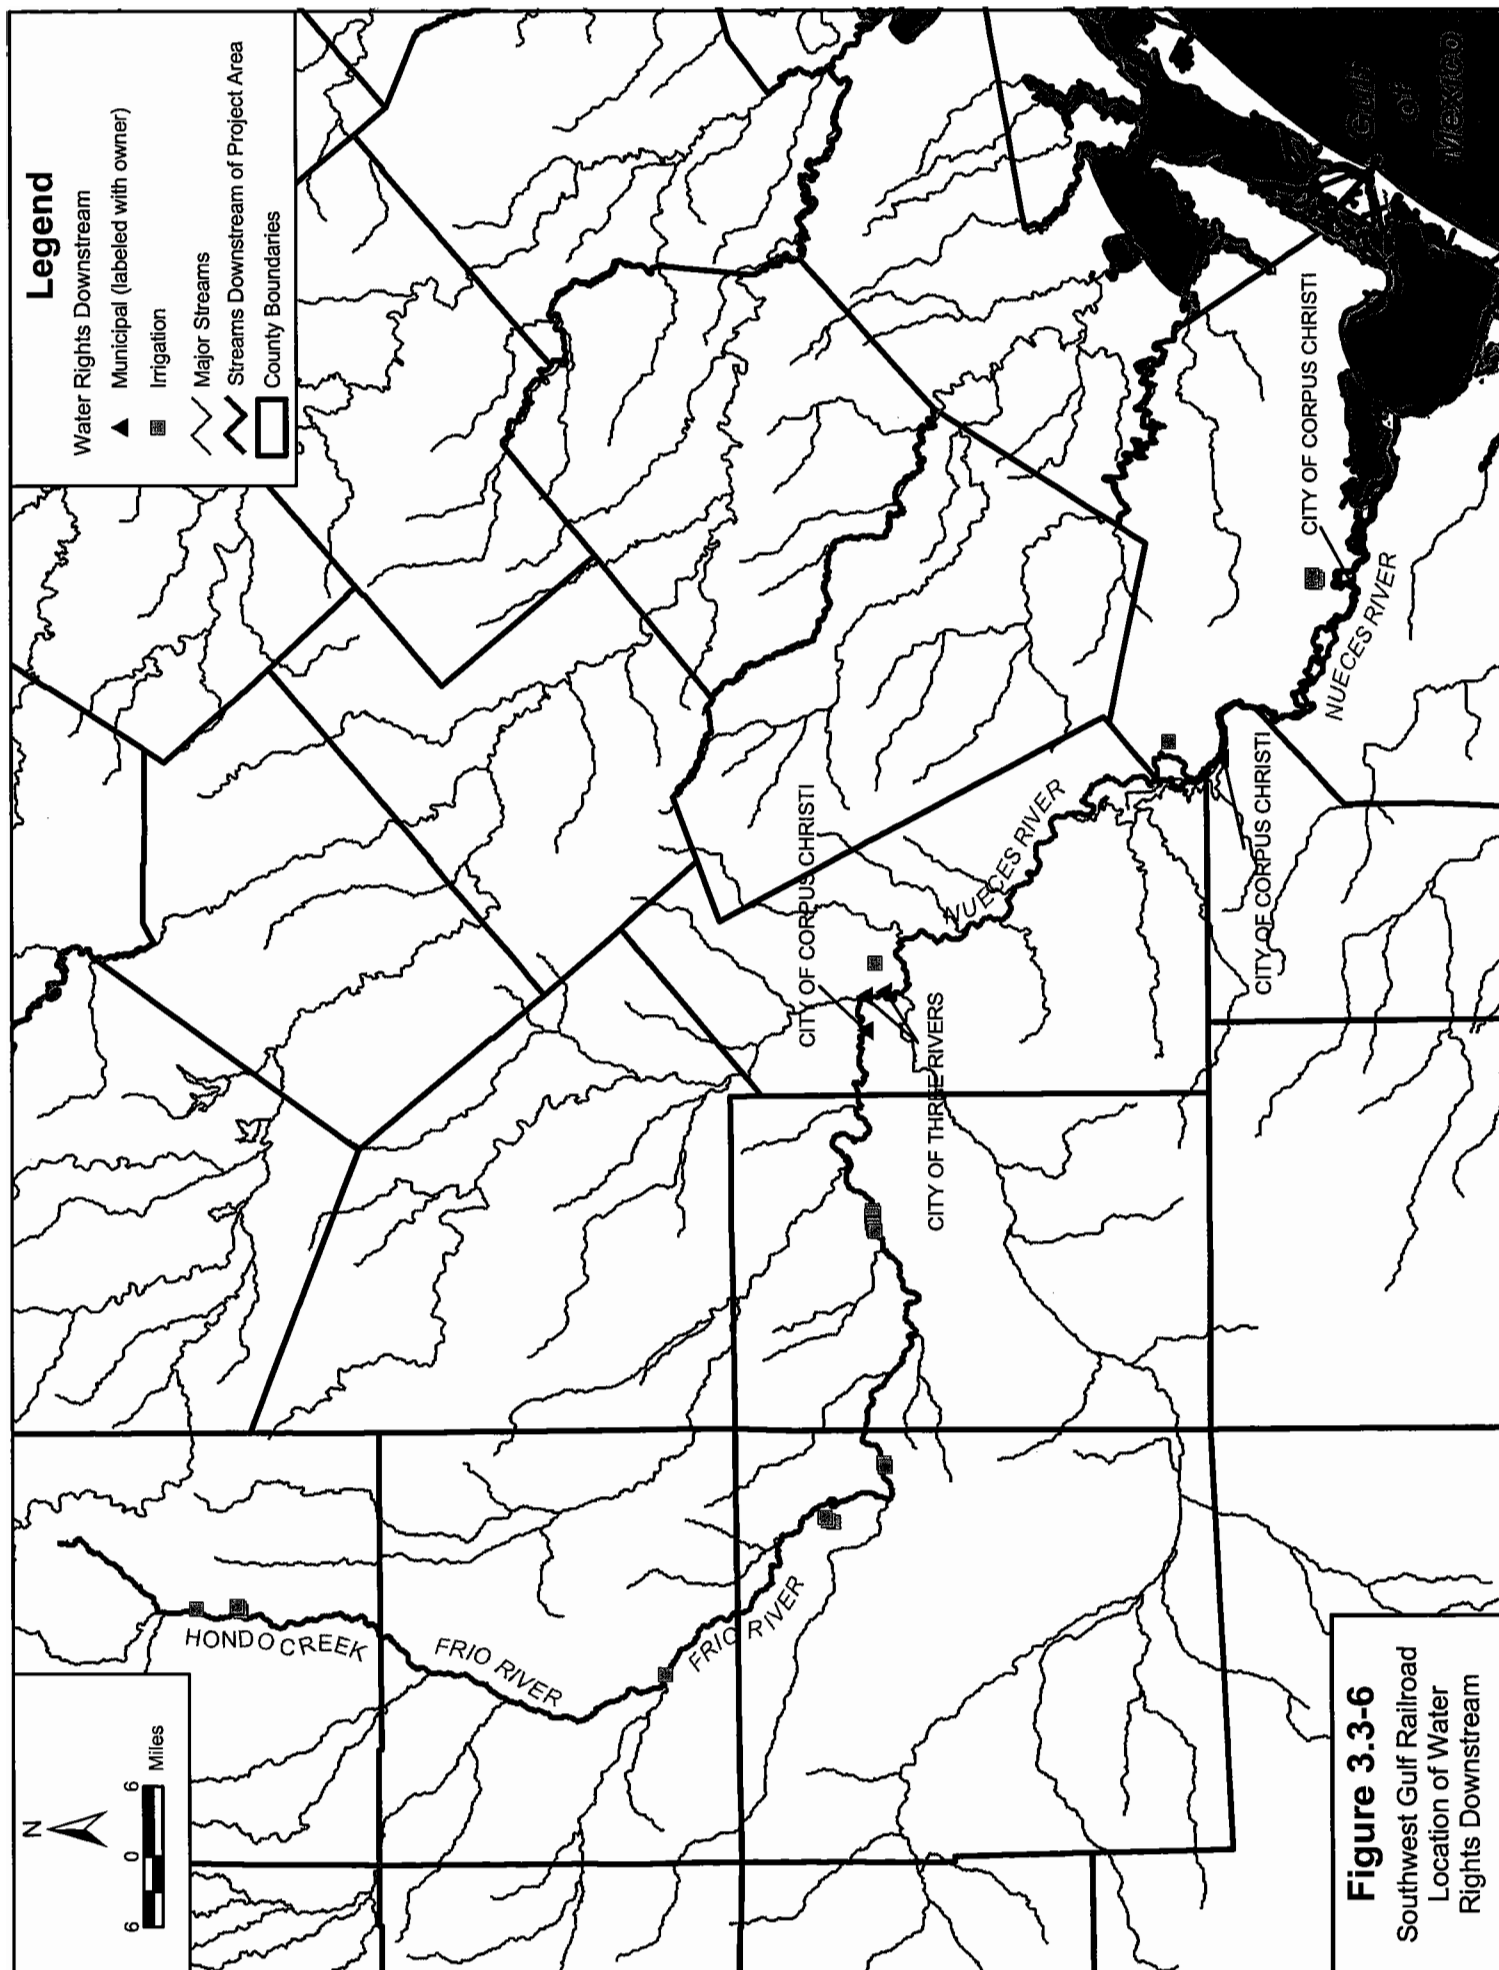 Legend
Water Rights Downstream
Municipal (labeled with owner)
Irrigation
Major Streams
Streams Downstream of Project Area
County Boundaries
N
6 0 6 Miles
HONDO CREEK
FRIO RIVER
FRIO RIVER
CITY OF CORPUS CHRISTI
CITY OF THREE RIVERS
NUECES RIVER
CITY OF CORPUS CHRISTI
NUECES RIVER
CITY OF CORPUS CHRISTI
Gulf
of
Mexico
Figure 3.3-6
Southwest Gulf Railroad
Location of Water
Rights Downstream